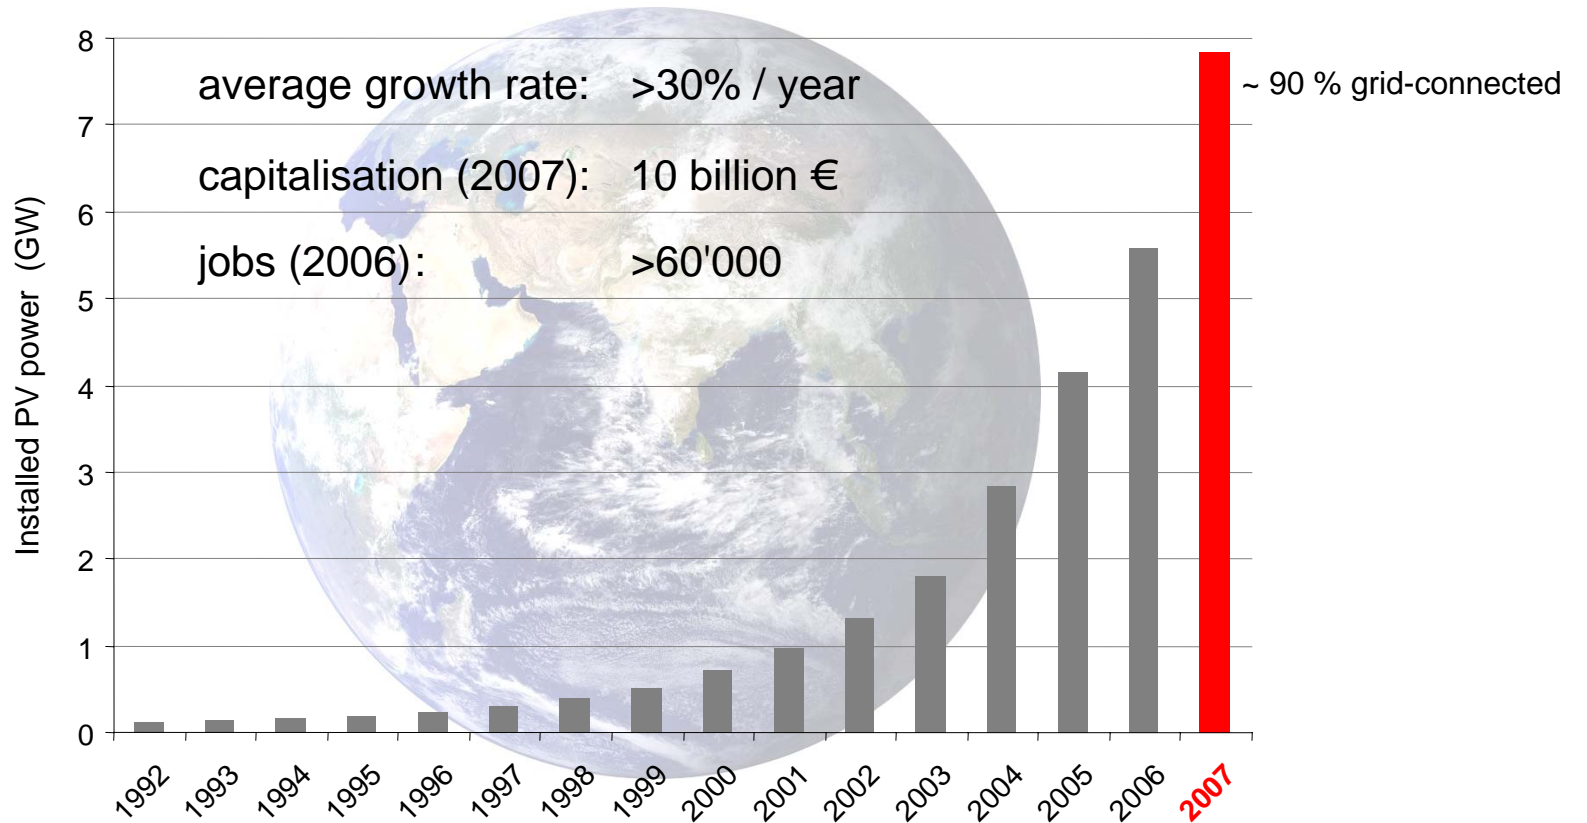 8
average growth rate: >30% / year
~ 90 % grid-connected
7
capitalisation (2007): 10 billion €
6
jobs (2006): >60'000
5
4
3
2
1
0
Installed PV power (GW)
1992 1993 1994 1995 1996 1997 1998 1999 2000 2001 2002 2003 2004 2005 2006 2007